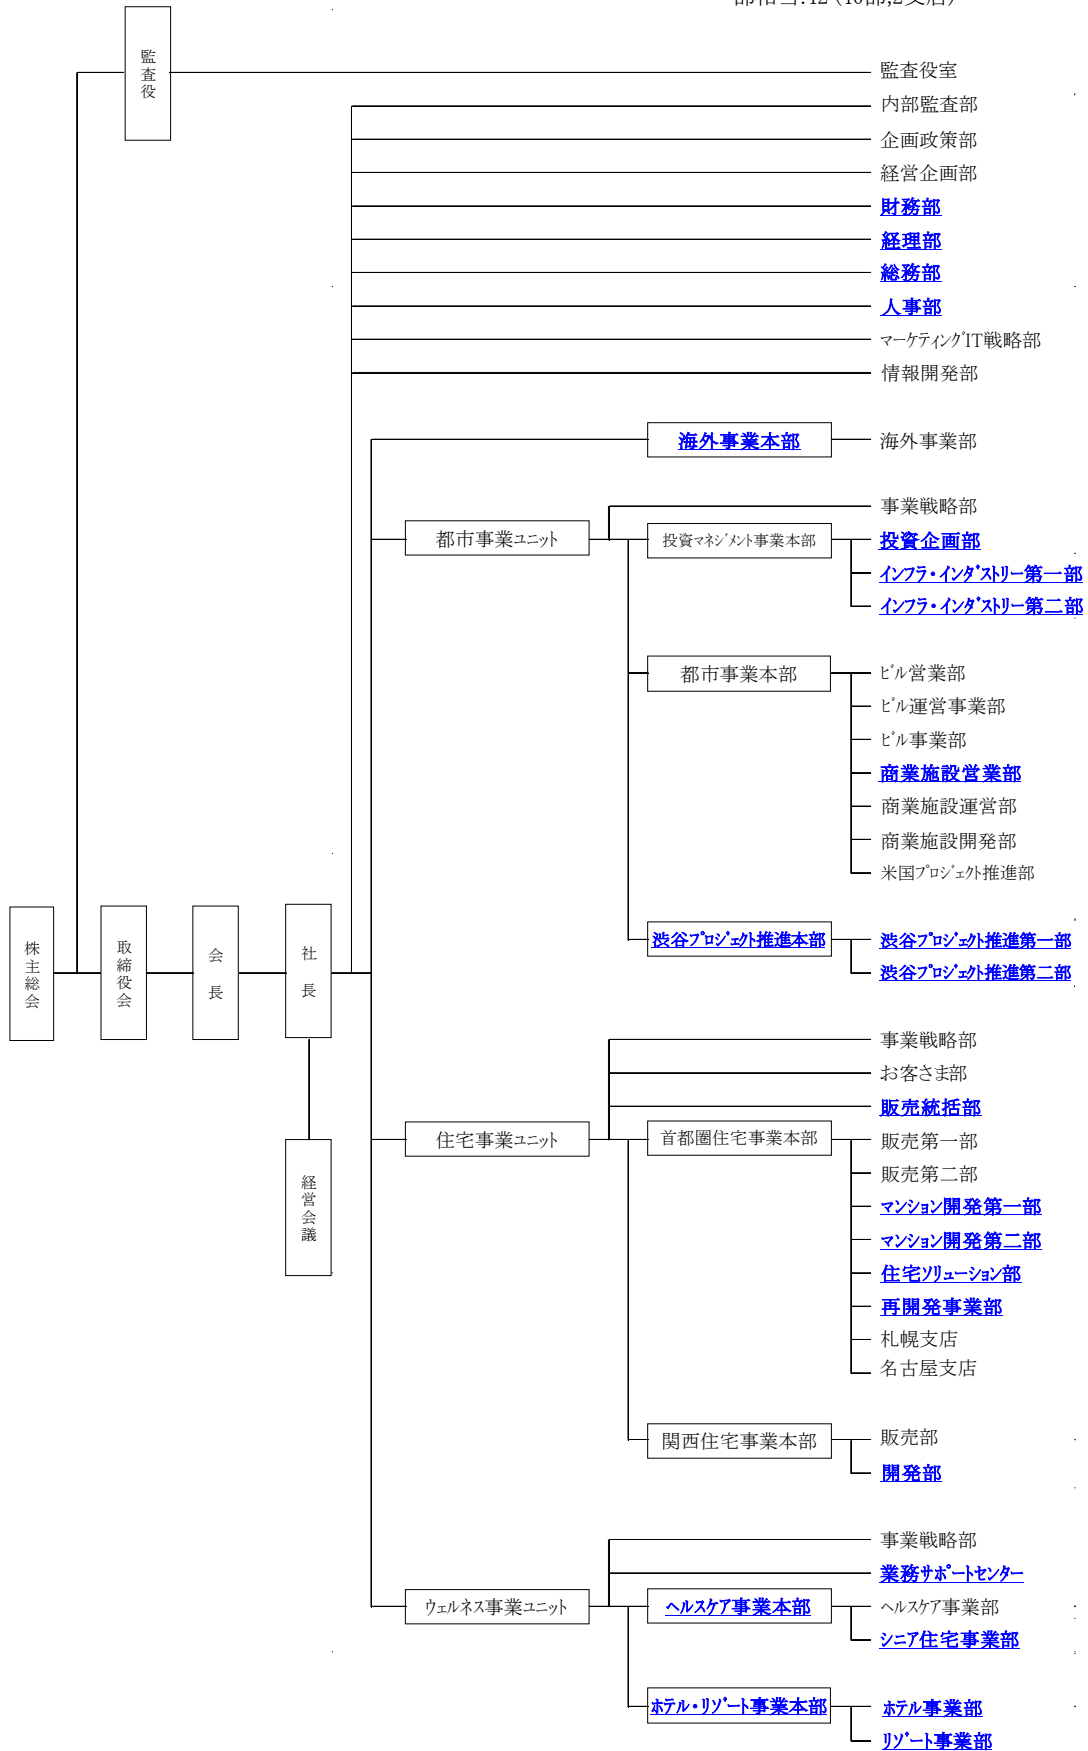 監査役
監査役室
内部監査部
企画政策部
経営企画部
財務部
経理部
総務部
人事部
マーケティングIT戦略部
情報開発部
海外事業本部
海外事業部
都市事業ユニット
事業戦略部
投資マネジメント事業本部
投資企画部
インフラ・インダストリー第一部
インフラ・インダストリー第二部
都市事業本部
ビル営業部
ビル運営事業部
ビル事業部
商業施設営業部
商業施設運営部
商業施設開発部
米国プロジェクト推進部
渋谷プロジェクト推進本部
渋谷プロジェクト推進第一部
渋谷プロジェクト推進第二部
株主総会
取締役会
会長
社長
経営会議
住宅事業ユニット
事業戦略部
お客さま部
販売統括部
首都圏住宅事業本部
販売第一部
販売第二部
マンション開発第一部
マンション開発第二部
住宅ソリューション部
再開発事業部
札幌支店
名古屋支店
関西住宅事業本部
販売部
開発部
ウェルネス事業ユニット
事業戦略部
業務サポートセンター
ヘルスケア事業本部
ヘルスケア事業部
シニア住宅事業部
ホテル・リゾート事業本部
ホテル事業部
リゾート事業部